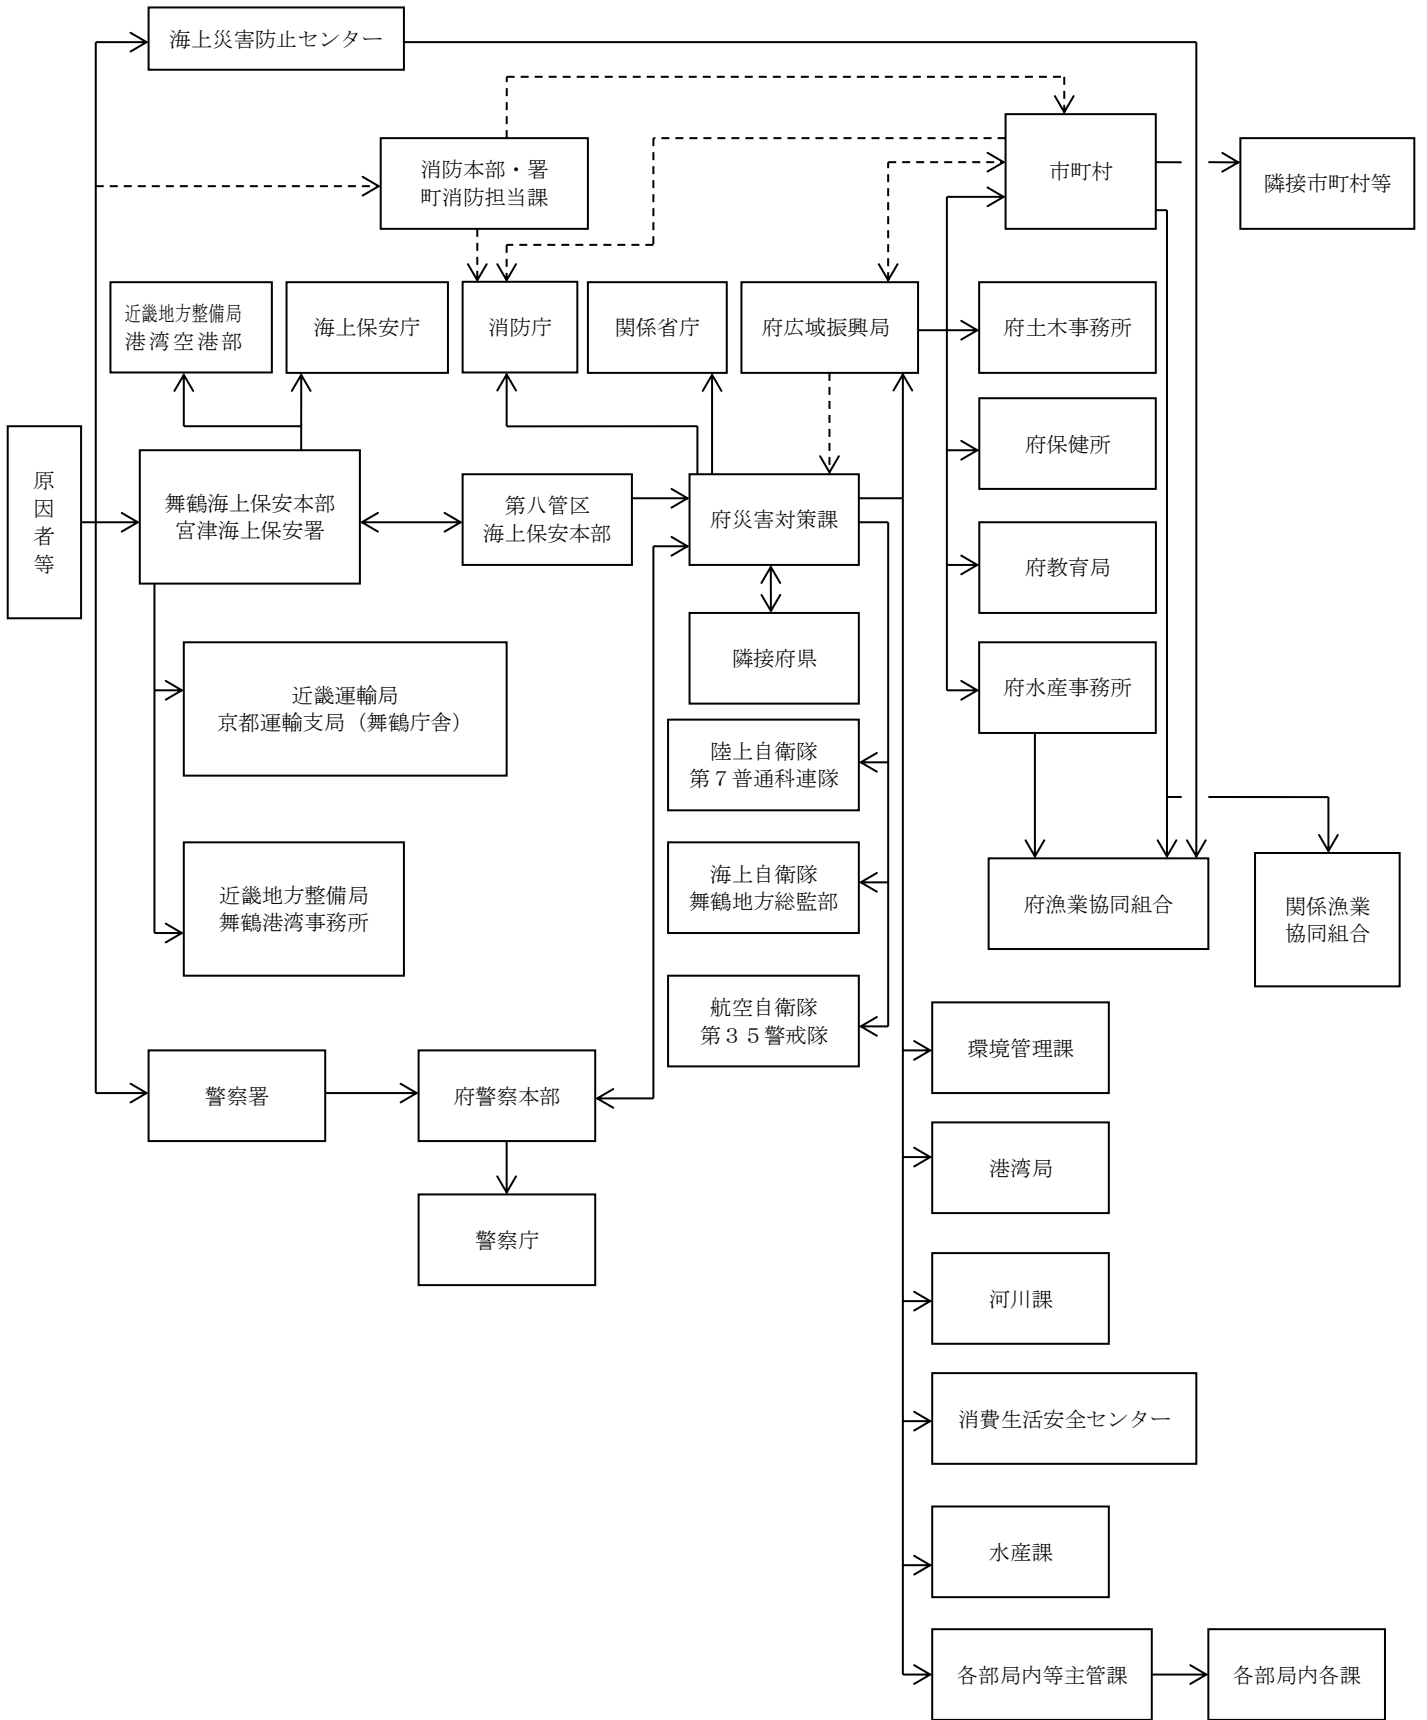 海上災害防止センター
消防本部・署
町消防担当課
市町村
隣接市町村等
近畿地方整備局
港湾空港部
海上保安庁
消防庁
関係省庁
府広域振興局
府土木事務所
府保健所
原因者等
舞鶴海上保安本部
宮津海上保安署
第八管区
海上保安本部
府災害対策課
府教育局
隣接府県
府水産事務所
近畿運輸局
京都運輸支局（舞鶴庁舎）
陸上自衛隊
第７普通科連隊
近畿地方整備局
舞鶴港湾事務所
海上自衛隊
舞鶴地方総監部
府漁業協同組合
関係漁業
協同組合
航空自衛隊
第３５警戒隊
環境管理課
警察署
府警察本部
港湾局
警察庁
河川課
消費生活安全センター
水産課
各部局内等主管課
各部局内各課